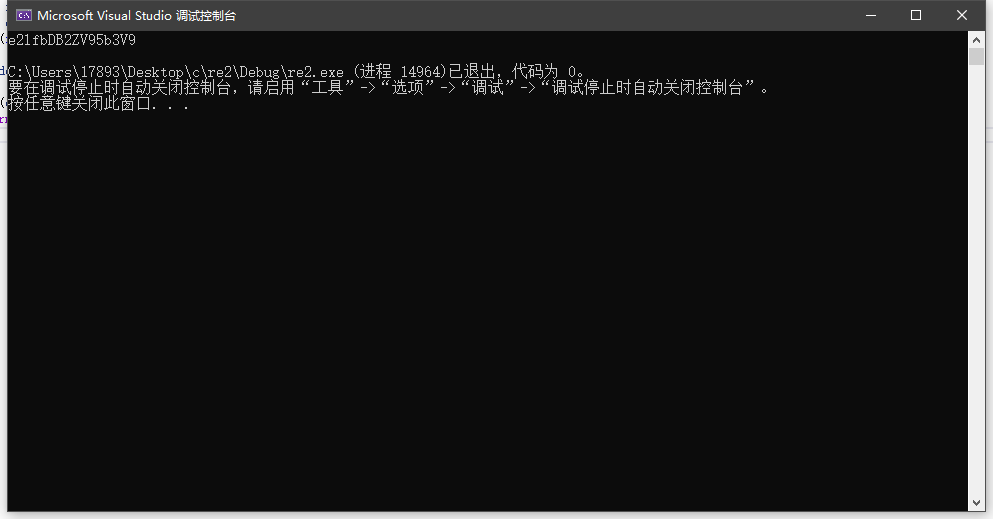 Microsoft Visual Studio 调试控制台
e21fbDB2ZV95b3V9
C:\Users\17893\Desktop\c\re2\Debug\re2.exe (进程 14964)已退出，代码为 0。
要在调试停止时自动关闭控制台，请启用“工具”->“选项”->“调试”->“调试停止时自动关闭控制台”。
按任意键关闭此窗口. . .